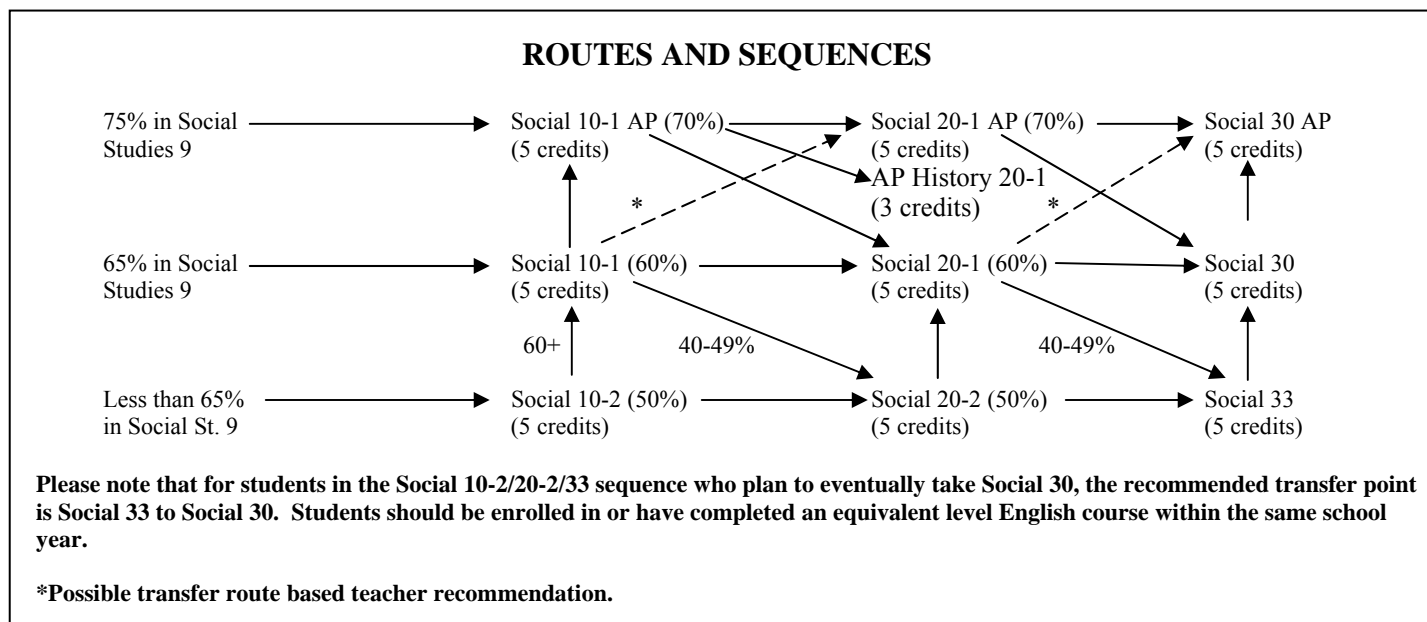 ROUTES AND SEQUENCES
75% in Social
Studies 9
Social 10-1 AP (70%)
(5 credits)
Social 20-1 AP (70%)
(5 credits)
AP History 20-1
(3 credits)
Social 30 AP
(5 credits)
*
*
65% in Social
Studies 9
Social 10-1 (60%)
(5 credits)
Social 20-1 (60%)
(5 credits)
Social 30
(5 credits)
60+
40-49%
40-49%
Less than 65%
in Social St. 9
Social 10-2 (50%)
(5 credits)
Social 20-2 (50%)
(5 credits)
Social 33
(5 credits)
Please note that for students in the Social 10-2/20-2/33 sequence who plan to eventually take Social 30, the recommended transfer point
is Social 33 to Social 30. Students should be enrolled in or have completed an equivalent level English course within the same school
year.
*Possible transfer route based teacher recommendation.